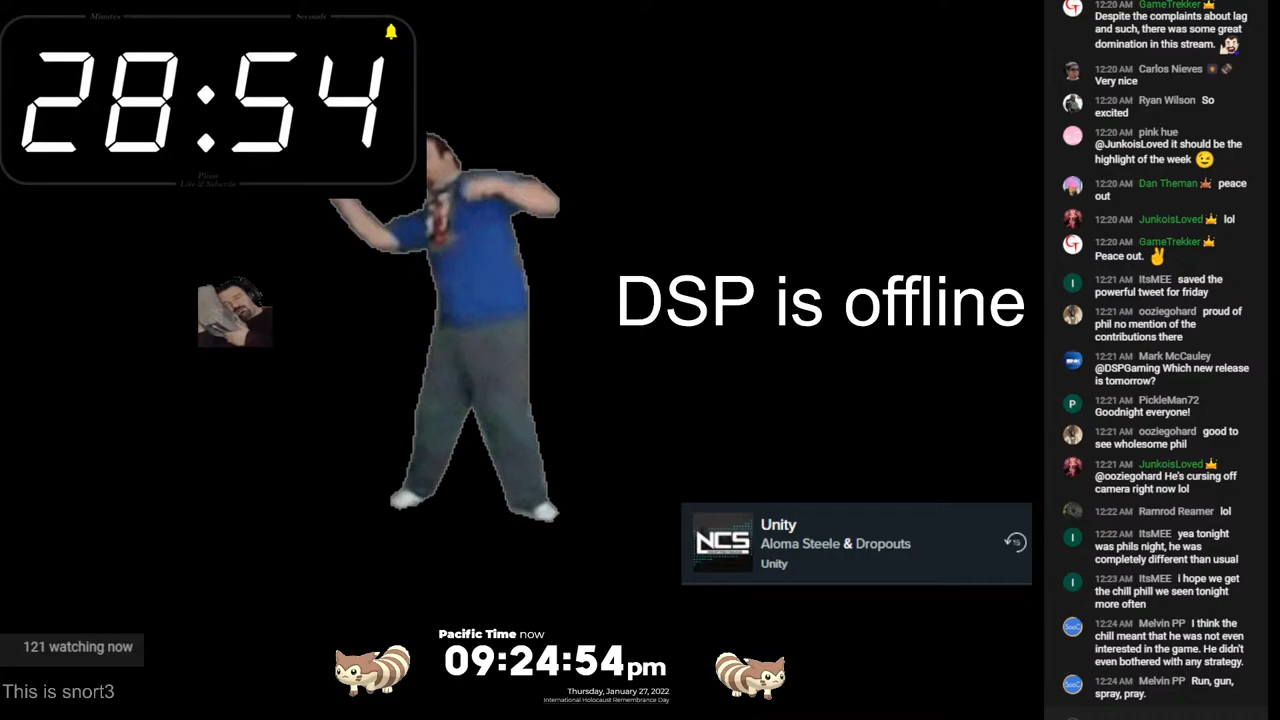 Minutes
Seconds
28:54
Please
Like & Subscribe
DSP is offline
NCS
Unity
Aloma Steele & Dropouts
Unity
15
121 watching now
This is snort3
Pacific Time now
09:24:54pm
Thursday, January 27, 2022
International Holocaust Remembrance Day
12:20 AM GameTrekker
Despite the complaints about lag
and such, there was some great
domination in this stream.
12:20 AM Carlos Nieves
Very nice
12:20 AM Ryan Wilson So
excited
12:20 AM pink hue
@JunkoisLoved it should be the
highlight of the week 😉
12:20 AM Dan Theman peace
out
12:20 AM JunkoisLoved lol
12:20 AM GameTrekker
Peace out. ✌
12:21 AM ItsMEE saved the
powerful tweet for friday
12:21 AM ooziegohard proud of
phil no mention of the
contributions there
12:21 AM Mark McCauley
@DSPGaming Which new release
is tomorrow?
P
12:21 AM PickleMan72
Goodnight everyone!
12:21 AM ooziegohard good to
see wholesome phil
12:21 AM JunkoisLoved
@ooziegohard He's cursing off
camera right now lol
12:22 AM Ramrod Reamer lol
12:22 AM ItsMEE yea tonight
was phils night, he was
completely different than usual
12:23 AM ItsMEE i hope we get
the chill phill we seen tonight
more often
12:24 AM Melvin PP I think the
chill meant that he was not even
interested in the game. He didn't
even bothered with any strategy.
12:24 AM Melvin PP Run, gun,
spray, pray.